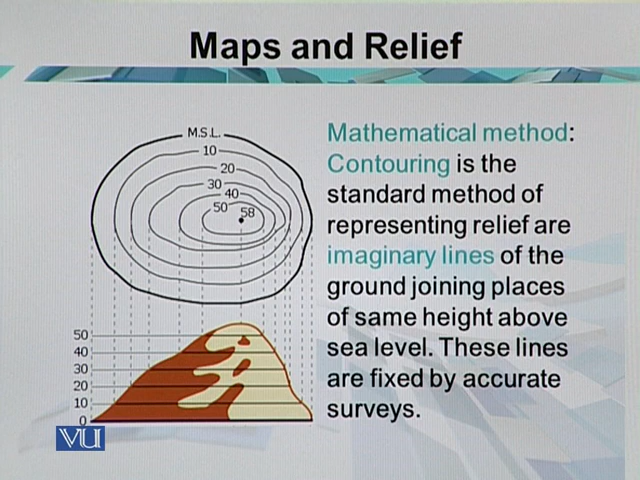 Maps and Relief
M.S.L.
10
20
30
40
50
58
50
40
30
20
10
0
VU
Mathematical method:
Contouring is the
standard method of
representing relief are
imaginary lines of the
ground joining places
of same height above
sea level. These lines
are fixed by accurate
surveys.